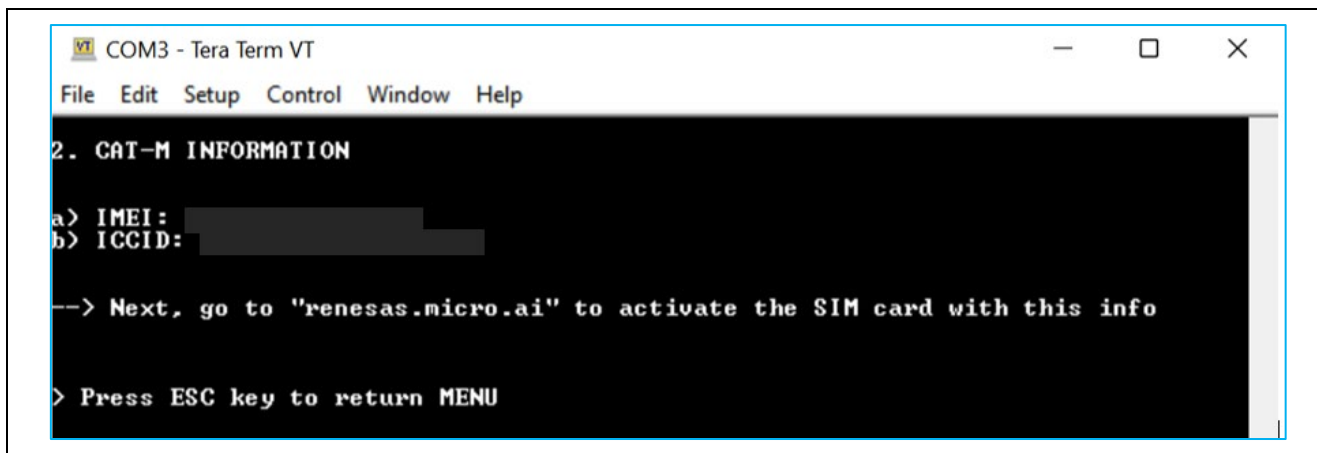 COM3 - Tera Term VT
File Edit Setup Control Window Help
2. CAT-M INFORMATION
a> IMEI:
b> ICCID:
--> Next, go to "renesas.micro.ai" to activate the SIM card with this info
> Press ESC key to return MENU